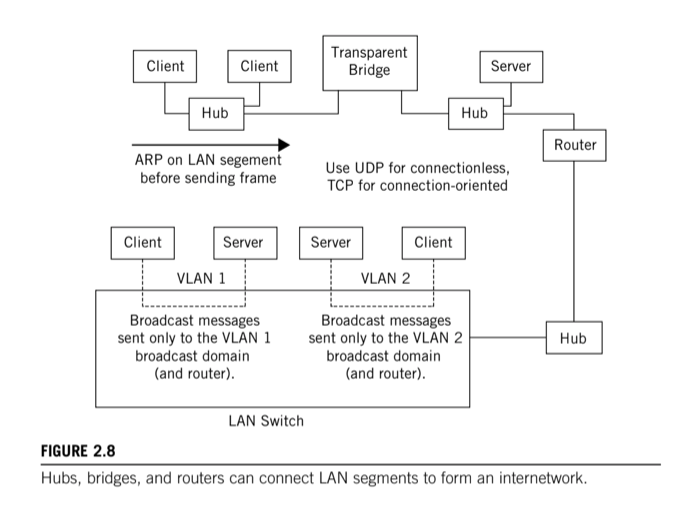 Client
Client
Transparent
Bridge
Server
Hub
Hub
Router
ARP on LAN segement
before sending frame
Use UDP for connectionless,
TCP for connection-oriented
Client
Server
Server
Client
VLAN 1
VLAN 2
Broadcast messages
sent only to the VLAN 1
broadcast domain
(and router).
Broadcast messages
sent only to the VLAN 2
broadcast domain
(and router).
Hub
LAN Switch
FIGURE 2.8
Hubs, bridges, and routers can connect LAN segments to form an internetwork.